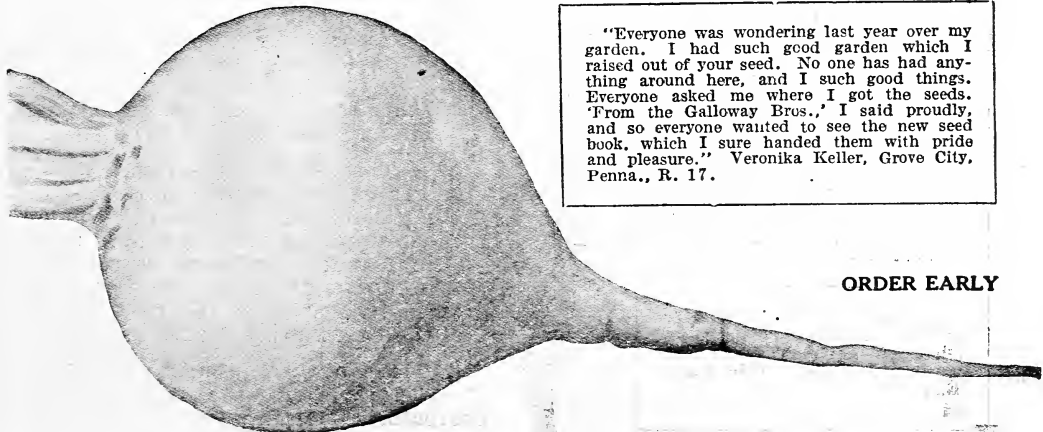 "Everyone was wondering last year over my
garden. I had such good garden which I
raised out of your seed. No one has had any-
thing around here, and I such good things.
Everyone asked me where I got the seeds.
'From the Galloway Bros.,' I said proudly,
and so everyone wanted to see the new seed
book, which I sure handed them with pride
and pleasure." Veronika Keller, Grove City,
Penna., R. 17.
ORDER EARLY